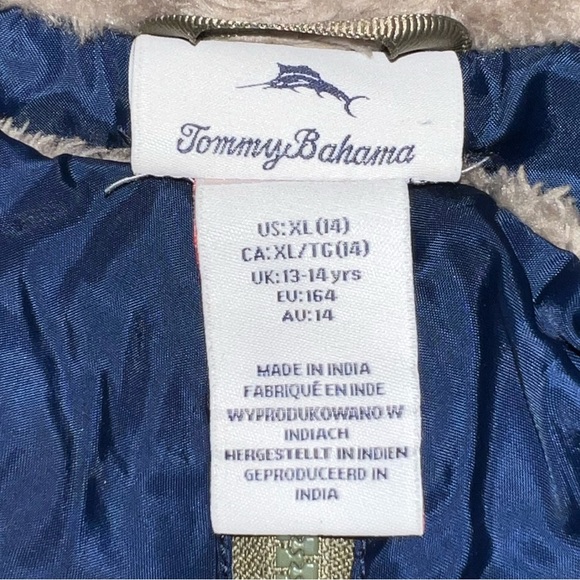 Tommy Bahama
US: XL (14)
CA: XL/TG (14)
UK: 13-14 yrs
EU: 164
AU: 14
MADE IN INDIA
FABRIQUÉ EN INDE
WYPRODUKOWANO W
INDIACH
HERGESTELLT IN INDIEN
GEPRODUCEERD IN
INDIA